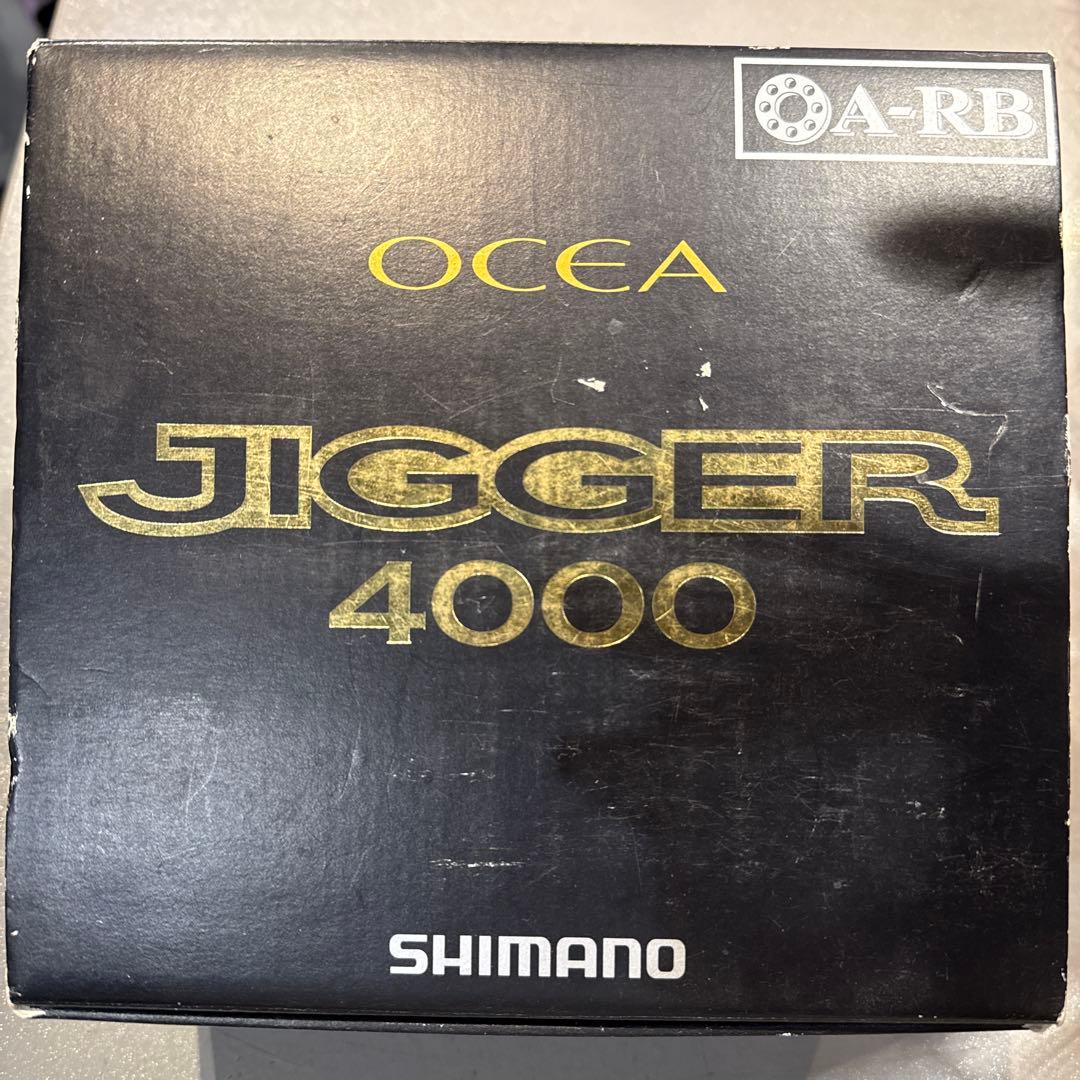 A-RB
OCEA
JIGGER
4000
SHIMANO